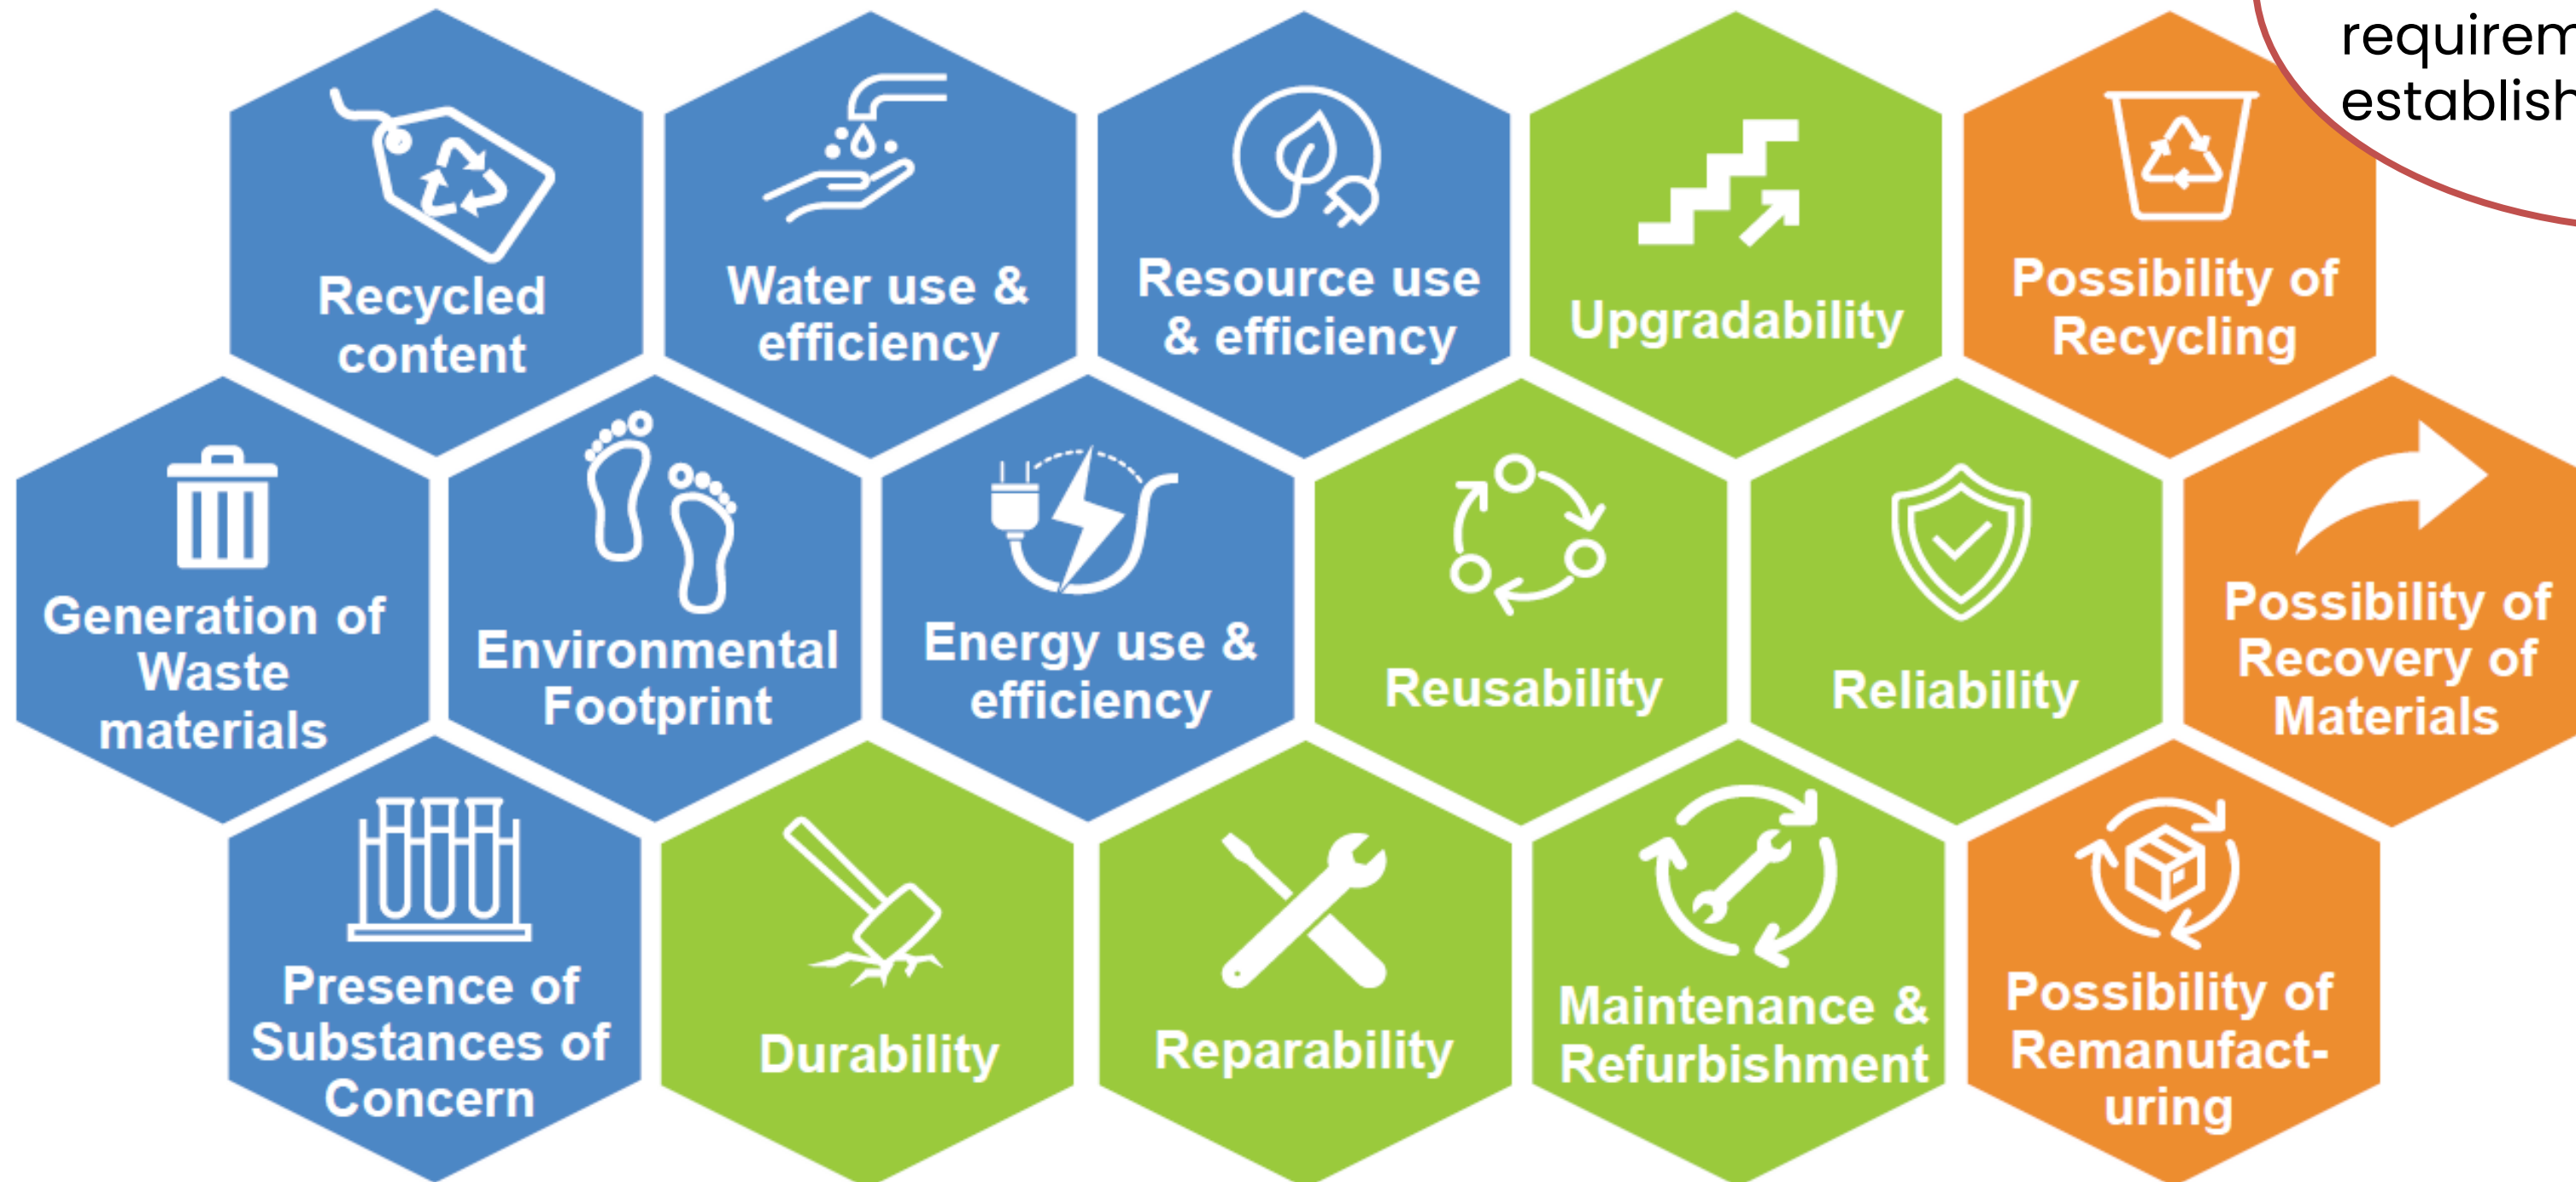 Recycled
content
Water use &
efficiency
Resource use
& efficiency
Upgradability
Possibility of
Recycling
Generation of
Waste
materials
Environmental
Footprint
Energy use &
efficiency
Reusability
Reliability
Possibility of
Recovery of
Materials
Presence of
Substances of
Concern
Durability
Reparability
Maintenance &
Refurbishment
Possibility of
Remanufact-
uring